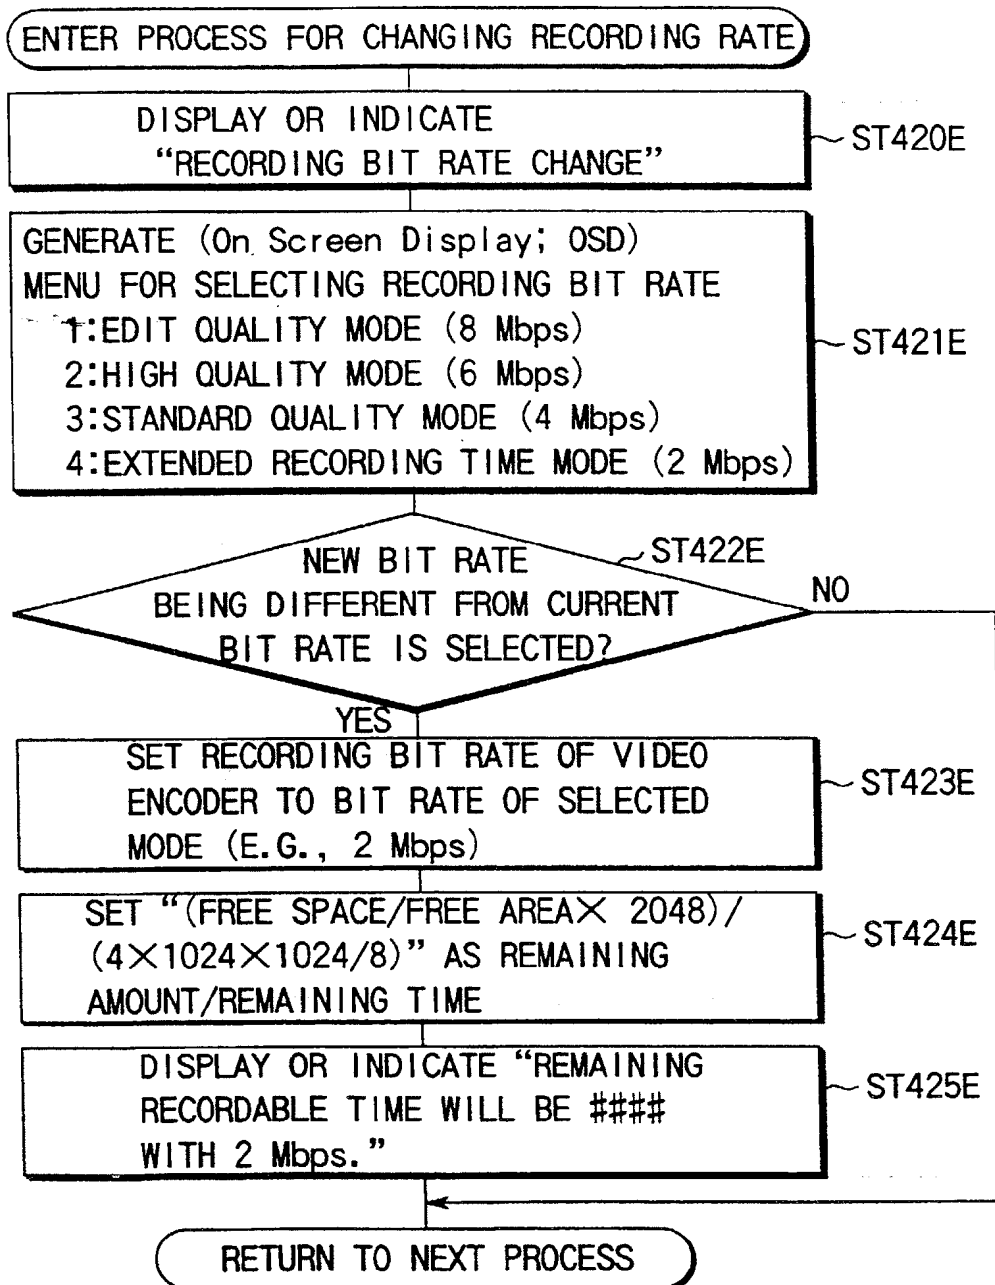 ENTER PROCESS FOR CHANGING RECORDING RATE
DISPLAY OR INDICATE
“RECORDING BIT RATE CHANGE”
ST420E
GENERATE (On Screen Display; OSD)
MENU FOR SELECTING RECORDING BIT RATE
1:EDIT QUALITY MODE (8 Mbps)
2:HIGH QUALITY MODE (6 Mbps)
3:STANDARD QUALITY MODE (4 Mbps)
4:EXTENDED RECORDING TIME MODE (2 Mbps)
ST421E
NEW BIT RATE
BEING DIFFERENT FROM CURRENT
BIT RATE IS SELECTED?
ST422E
NO
YES
SET RECORDING BIT RATE OF VIDEO
ENCODER TO BIT RATE OF SELECTED
MODE (E.G., 2 Mbps)
ST423E
SET “(FREE SPACE/FREE AREA× 2048)/
(4×1024×1024/8)” AS REMAINING
AMOUNT/REMAINING TIME
ST424E
DISPLAY OR INDICATE “REMAINING
RECORDABLE TIME WILL BE ####
WITH 2 Mbps.”
ST425E
RETURN TO NEXT PROCESS